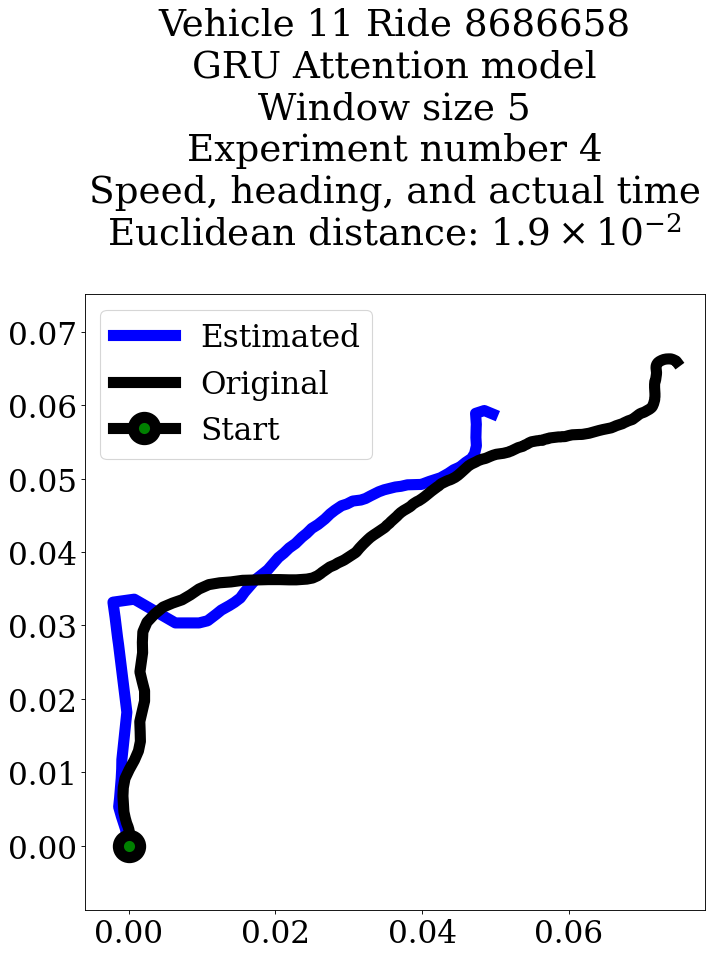 Vehicle 11 Ride 8686658
GRU Attention model
Window size 5
Experiment number 4
Speed, heading, and actual time
Euclidean distance: 1.9 × 10⁻²
Estimated
Original
Start
0.07
0.06
0.05
0.04
0.03
0.02
0.01
0.00
0.00 0.02 0.04 0.06